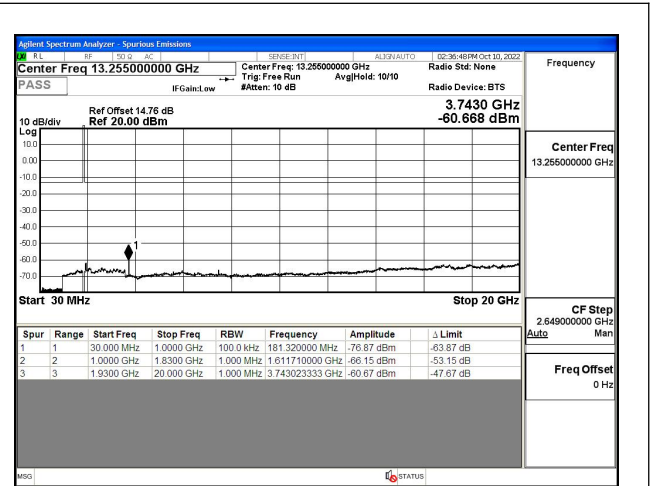 Agilent Spectrum Analyzer - Spurious Emissions
RL RF 50 Ω AC SENSE:INT ALIGNAUTO 02:36:48PM Oct 10, 2022
Center Freq 13.255000000 GHz Center Freq: 13.255000000 GHz Radio Std: None Frequency
Trig: Free Run Avg|Hold: 10/10
PASS IFGain:Low #Atten: 10 dB Radio Device: BTS
Ref Offset 14.76 dB 3.7430 GHz
10 dB/div Ref 20.00 dBm -60.668 dBm
Log
10.0
0.00
-10.0
-20.0
-30.0
-40.0
-50.0
-60.0
-70.0
1
Start 30 MHz Stop 20 GHz
Center Freq
13.255000000 GHz
CF Step
2.649000000 GHz
Auto Man
Freq Offset
0 Hz
Spur Range Start Freq Stop Freq RBW Frequency Amplitude Δ Limit
1 1 30.000 MHz 1.0000 GHz 100.0 kHz 181.320000 MHz -76.87 dBm -63.87 dB
2 2 1.0000 GHz 1.8300 GHz 1.000 MHz 1.611710000 GHz -66.15 dBm -53.15 dB
3 3 1.9300 GHz 20.000 GHz 1.000 MHz 3.743023333 GHz -60.67 dBm -47.67 dB
MSG STATUS